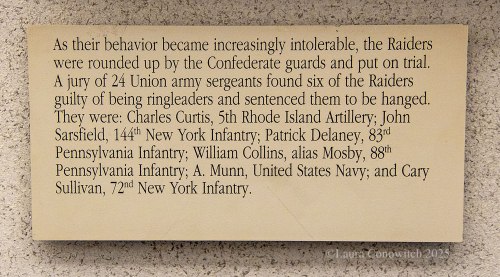 As their behavior became increasingly intolerable, the Raiders
were rounded up by the Confederate guards and put on trial.
A jury of 24 Union army sergeants found six of the Raiders
guilty of being ringleaders and sentenced them to be hanged.
They were: Charles Curtis, 5th Rhode Island Artillery; John
Sarsfield, 144th New York Infantry; Patrick Delaney, 83rd
Pennsylvania Infantry; William Collins, alias Mosby, 88th
Pennsylvania Infantry; A. Munn, United States Navy; and Cary
Sullivan, 72nd New York Infantry.
©Laura Conowitch 2025